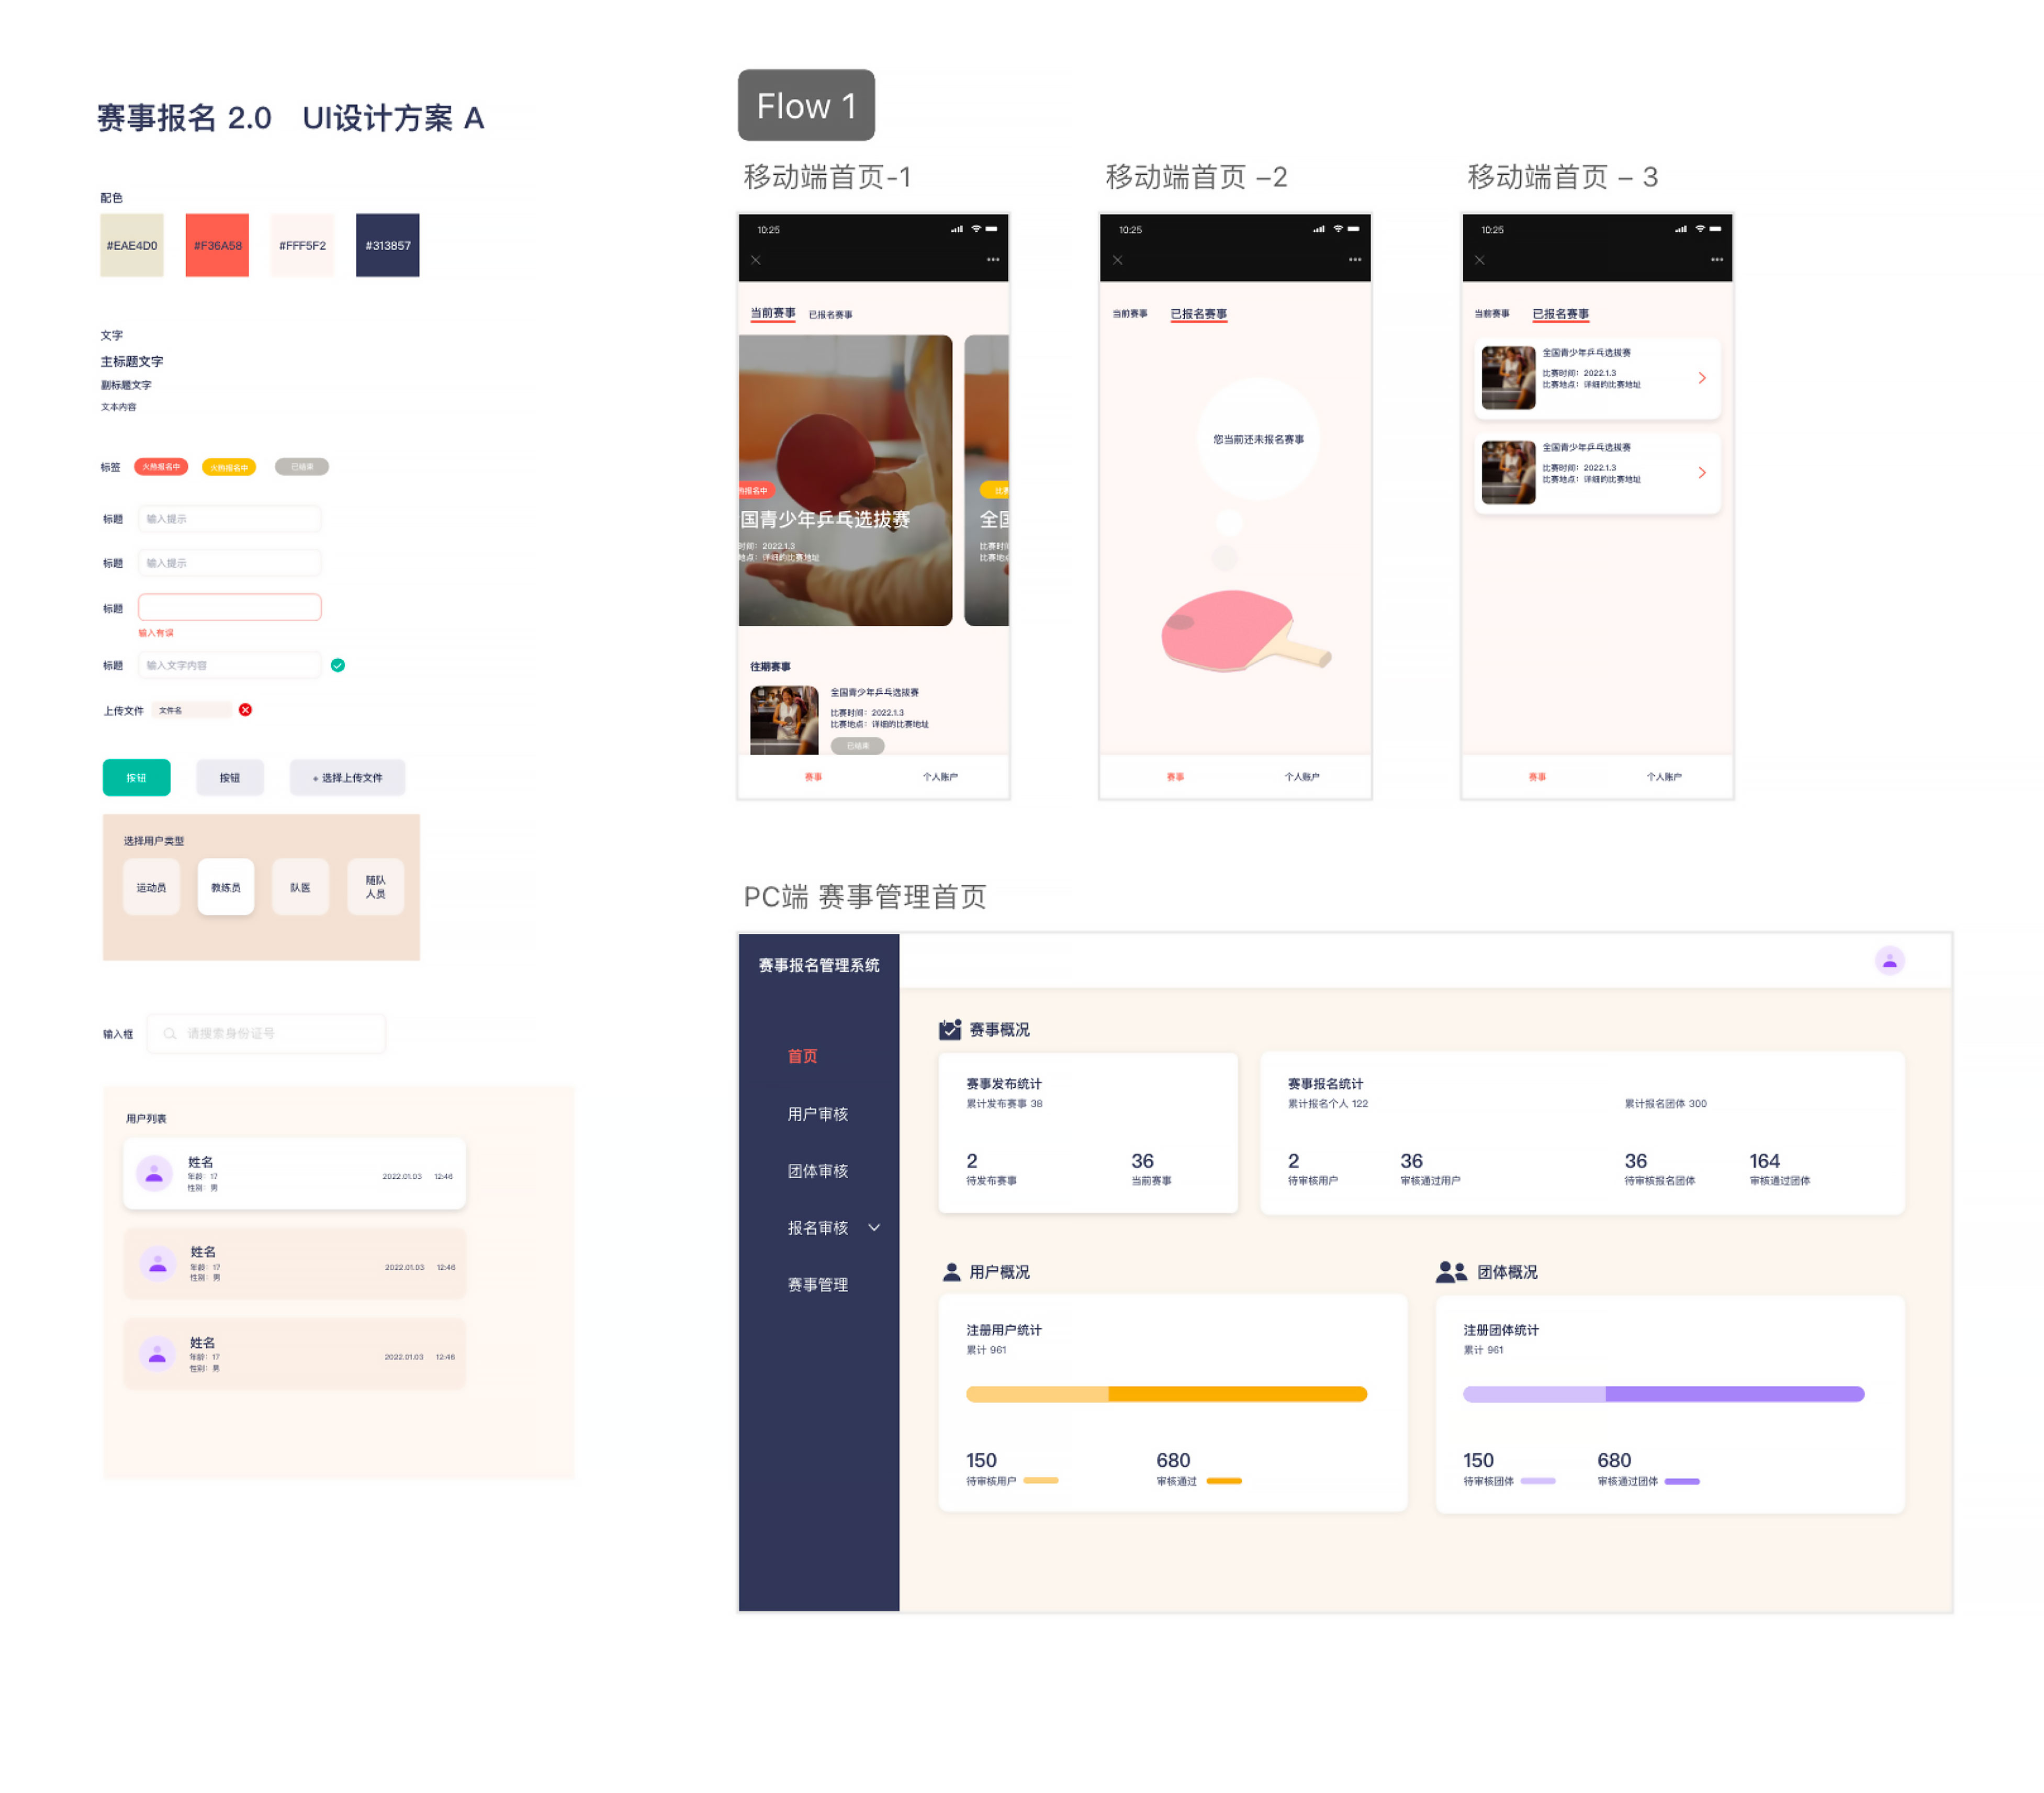 赛事报名 2.0 UI设计方案 A
配色
#EAE4D0
#F36A58
#FFF5F2
#313857
文字
主标题文字
副标题文字
文本内容
标签 火热报名中 火热报名中 已结束
标题 输入提示
标题 输入提示
标题
输入有误
标题 输入文字内容
上传文件 文件名
按钮 按钮 + 选择上传文件
选择用户类型
运动员 教练员 队医 随队
人员
输入框 请搜索身份证号
用户列表
姓名
年龄：17
性别：男
2022.01.03 12:46
姓名
年龄：17
性别：男
2022.01.03 12:46
姓名
年龄：17
性别：男
2022.01.03 12:46
Flow 1
移动端首页-1
10:25
当前赛事 已报名赛事
热报名中
国青少年乒乓选拔赛
时间：2022.1.3
地点：详细的比赛地址
比
全
比赛时
比赛地
往期赛事
全国青少年乒乓选拔赛
比赛时间：2022.1.3
比赛地点：详细的比赛地址
已结束
赛事 个人账户
移动端首页 –2
10:25
当前赛事 已报名赛事
您当前还未报名赛事
赛事 个人账户
移动端首页 – 3
10:25
当前赛事 已报名赛事
全国青少年乒乓选拔赛
比赛时间：2022.1.3
比赛地点：详细的比赛地址
全国青少年乒乓选拔赛
比赛时间：2022.1.3
比赛地点：详细的比赛地址
赛事 个人账户
PC端 赛事管理首页
赛事报名管理系统
首页
用户审核
团体审核
报名审核
赛事管理
赛事概况
赛事发布统计
累计发布赛事 38
2
待发布赛事
36
当前赛事
赛事报名统计
累计报名个人 122
累计报名团体 300
2
待审核用户
36
审核通过用户
36
待审核报名团体
164
审核通过团体
用户概况
注册用户统计
累计 961
150
待审核用户
680
审核通过
团体概况
注册团体统计
累计 961
150
待审核团体
680
审核通过团体